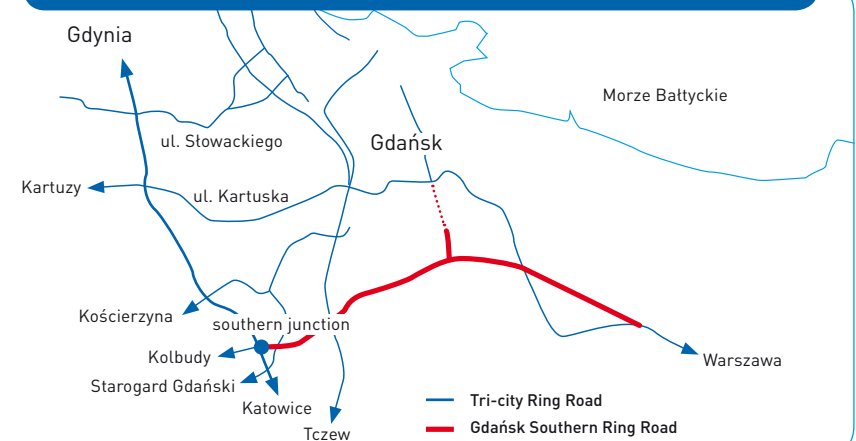 Gdynia
Morze Bałtyckie
ul. Słowackiego
Gdańsk
Kartuzy
ul. Kartuska
Kościerzyna
southern junction
Kolbudy
Warszawa
Starogard Gdański
Katowice
Tczew
Tri-city Ring Road
Gdańsk Southern Ring Road